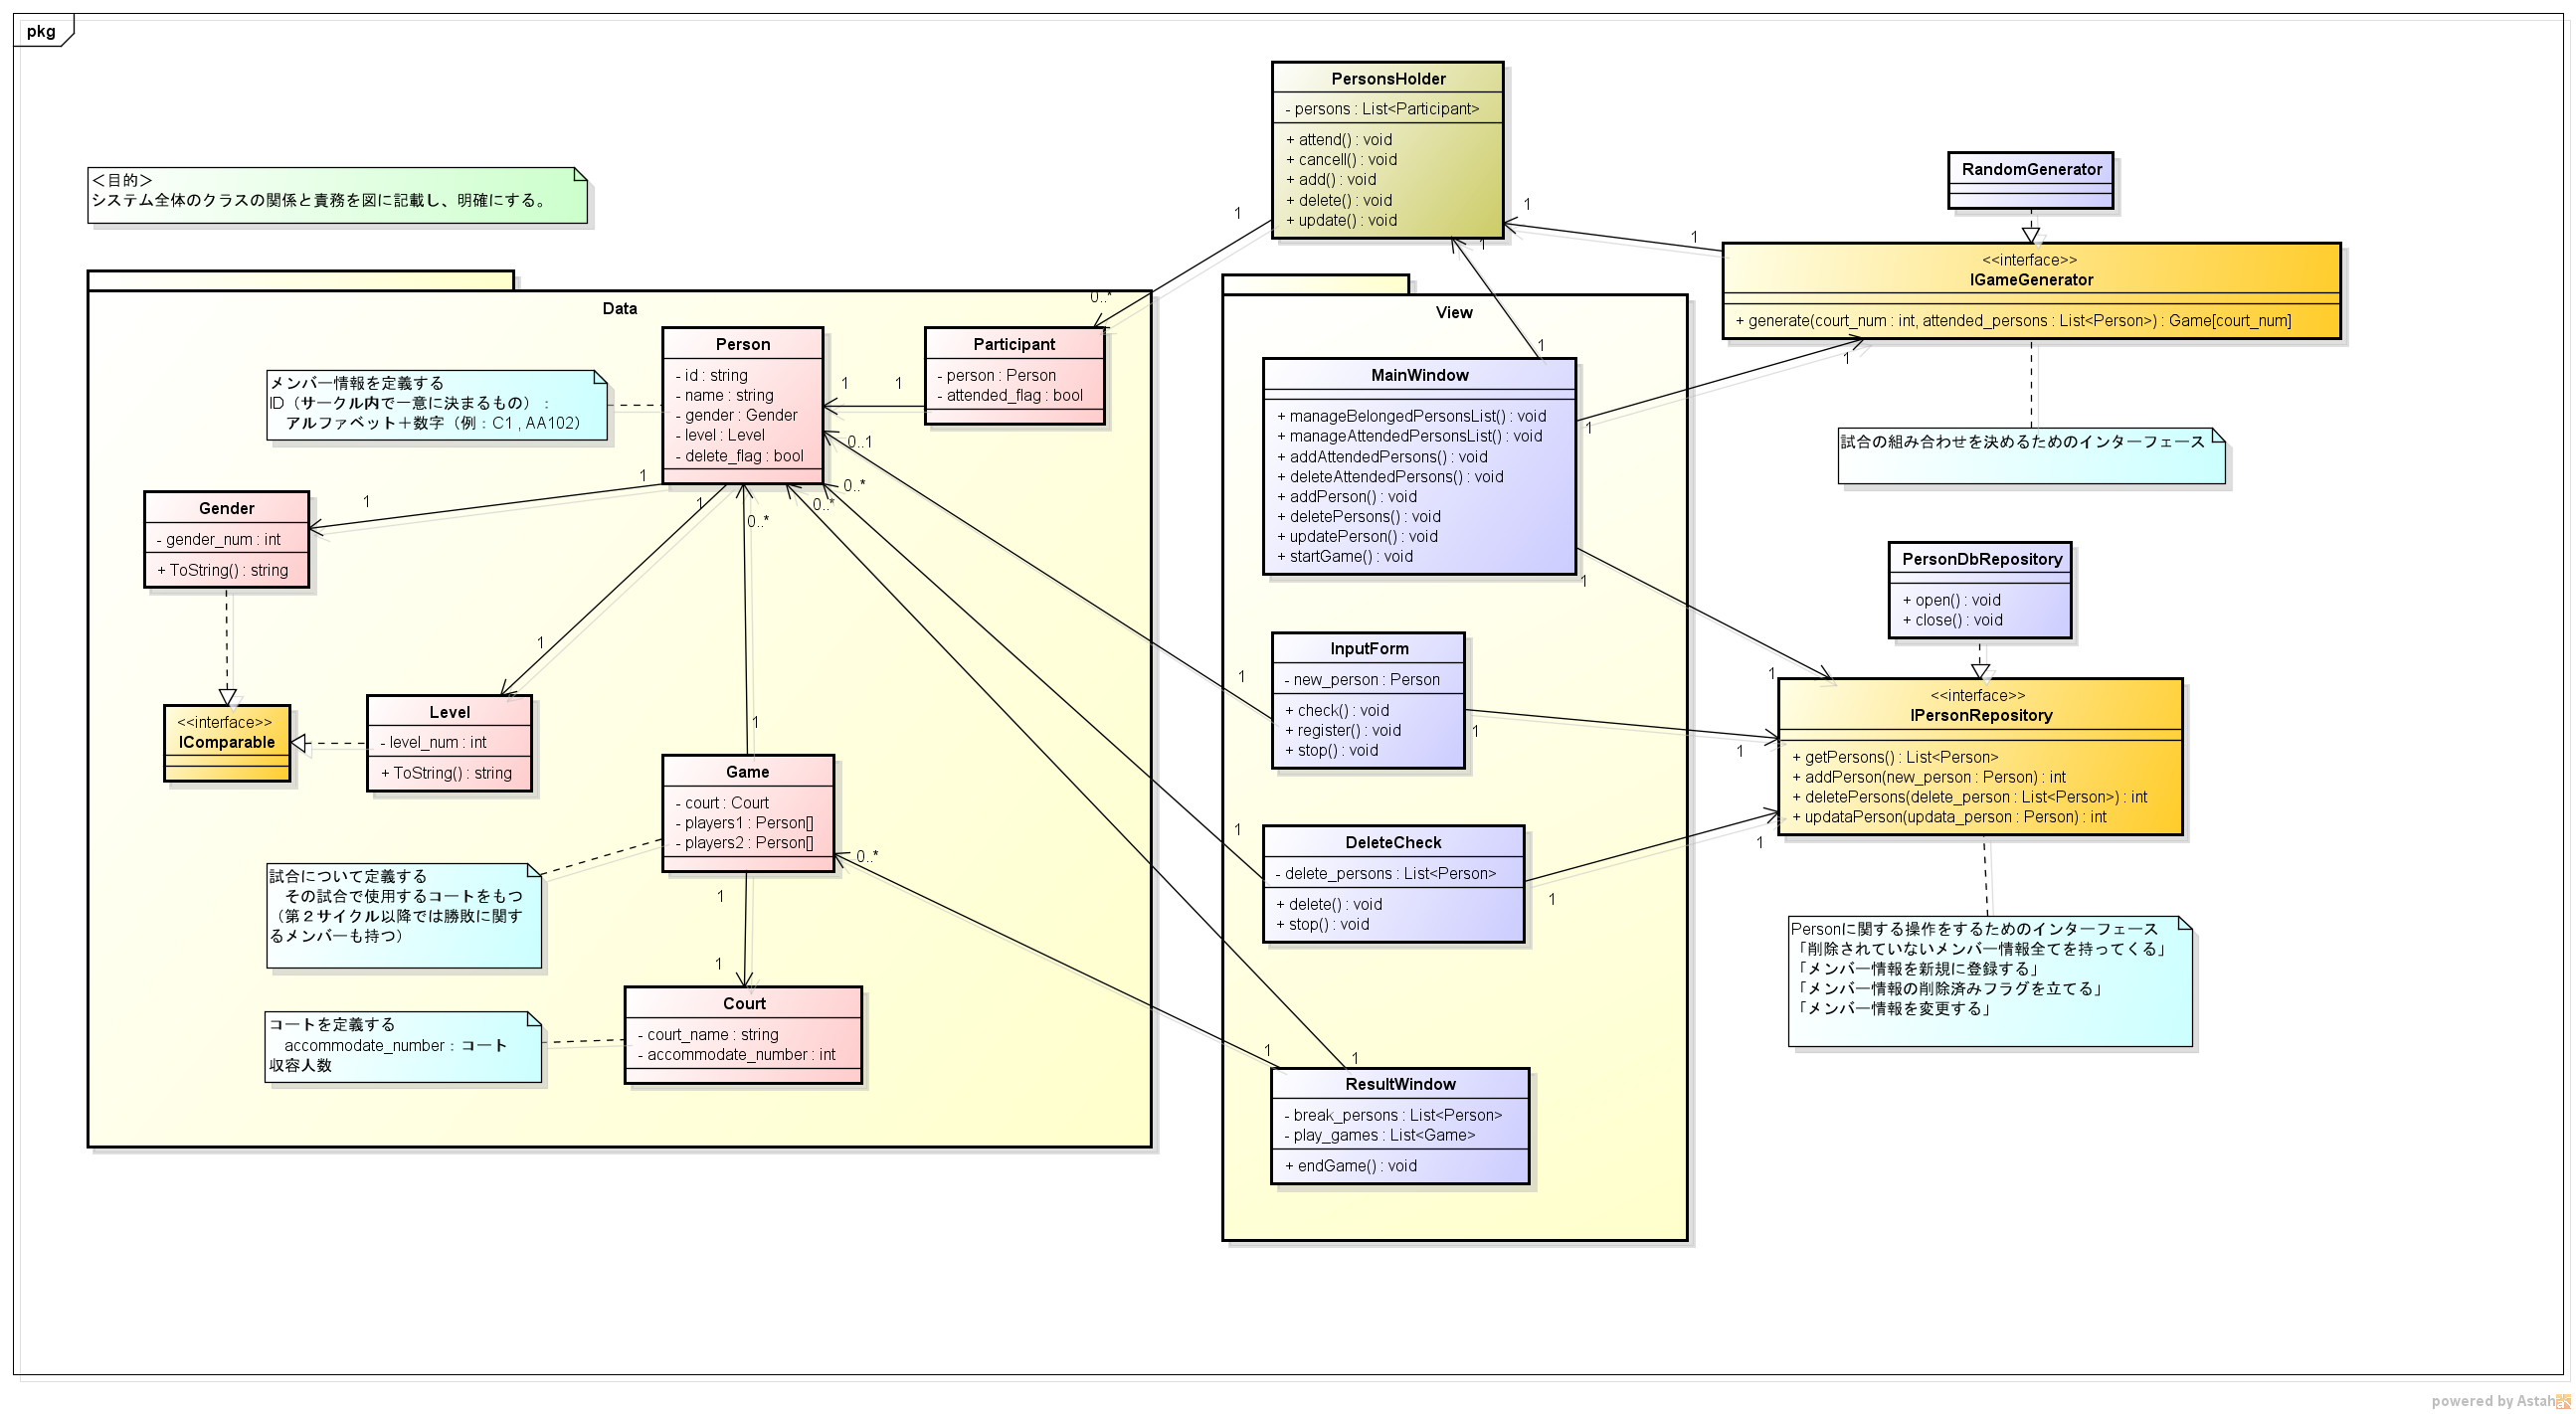 pkg
＜目的＞
システム全体のクラスの関係と責務を図に記載し、明確にする。
PersonsHolder
- persons : List<Participant>
+ attend() : void
+ cancell() : void
+ add() : void
+ delete() : void
+ update() : void
RandomGenerator
<<interface>>
IGameGenerator
+ generate(court_num : int, attended_persons : List<Person>) : Game[court_num]
試合の組み合わせを決めるためのインターフェース
1
0..*
1
1
1
1
Data
Person
- id : string
- name : string
- gender : Gender
- level : Level
- delete_flag : bool
Participant
- person : Person
- attended_flag : bool
1
1
メンバー情報を定義する
ID（サークル内で一意に決まるもの）：
アルファベット＋数字（例：C1 , AA102）
0..1
0..*
0..*
0..*
1
1
1
1
Gender
- gender_num : int
+ ToString() : string
<<interface>>
IComparable
Level
- level_num : int
+ ToString() : string
1
Game
- court : Court
- players1 : Person[]
- players2 : Person[]
0..*
1
1
試合について定義する
その試合で使用するコートをもつ
（第２サイクル以降では勝敗に関す
るメンバーも持つ）
Court
- court_name : string
- accommodate_number : int
コートを定義する
accommodate_number：コート
収容人数
View
MainWindow
+ manageBelongedPersonsList() : void
+ manageAttendedPersonsList() : void
+ addAttendedPersons() : void
+ deleteAttendedPersons() : void
+ addPerson() : void
+ deletePersons() : void
+ updatePerson() : void
+ startGame() : void
1
1
1
1
InputForm
- new_person : Person
+ check() : void
+ register() : void
+ stop() : void
1
1
1
DeleteCheck
- delete_persons : List<Person>
+ delete() : void
+ stop() : void
1
1
1
ResultWindow
- break_persons : List<Person>
- play_games : List<Game>
+ endGame() : void
1
1
PersonDbRepository
+ open() : void
+ close() : void
<<interface>>
IPersonRepository
+ getPersons() : List<Person>
+ addPerson(new_person : Person) : int
+ deletePersons(delete_person : List<Person>) : int
+ updataPerson(updata_person : Person) : int
Personに関する操作をするためのインターフェース
「削除されていないメンバー情報全てを持ってくる」
「メンバー情報を新規に登録する」
「メンバー情報の削除済みフラグを立てる」
「メンバー情報を変更する」
powered by Astah